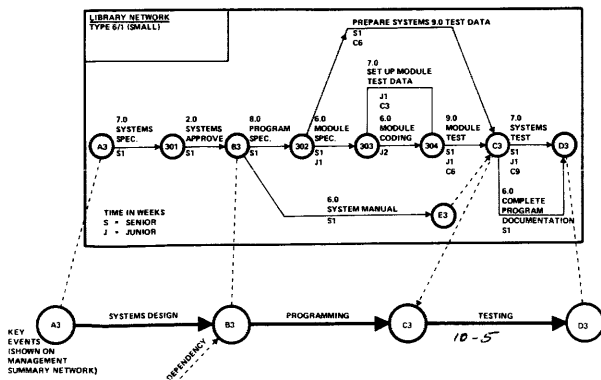 LIBRARY NETWORK
TYPE 6/1 (SMALL)
PREPARE SYSTEMS 9.0 TEST DATA
S1
C6
7.0
SET UP MODULE
TEST DATA
J1
C3
7.0
SYSTEMS
SPEC.
S1
2.0
SYSTEMS
APPROVE
S1
8.0
PROGRAM
SPEC.
S1
6.0
MODULE
SPEC.
S1
J1
6.0
MODULE
CODING
J2
9.0
MODULE
TEST
S1
J1
C6
7.0
SYSTEMS
TEST
S1
J1
C9
A3
301
B3
302
303
304
C3
D3
6.0
SYSTEM MANUAL
S1
E3
6.0
COMPLETE
PROGRAM
DOCUMENTATION
S1
TIME IN WEEKS
S = SENIOR
J = JUNIOR
A3
SYSTEMS DESIGN
B3
PROGRAMMING
C3
TESTING
D3
10-5
KEY
EVENTS
(SHOWN ON
MANAGEMENT
SUMMARY NETWORK)
DEPENDENCY